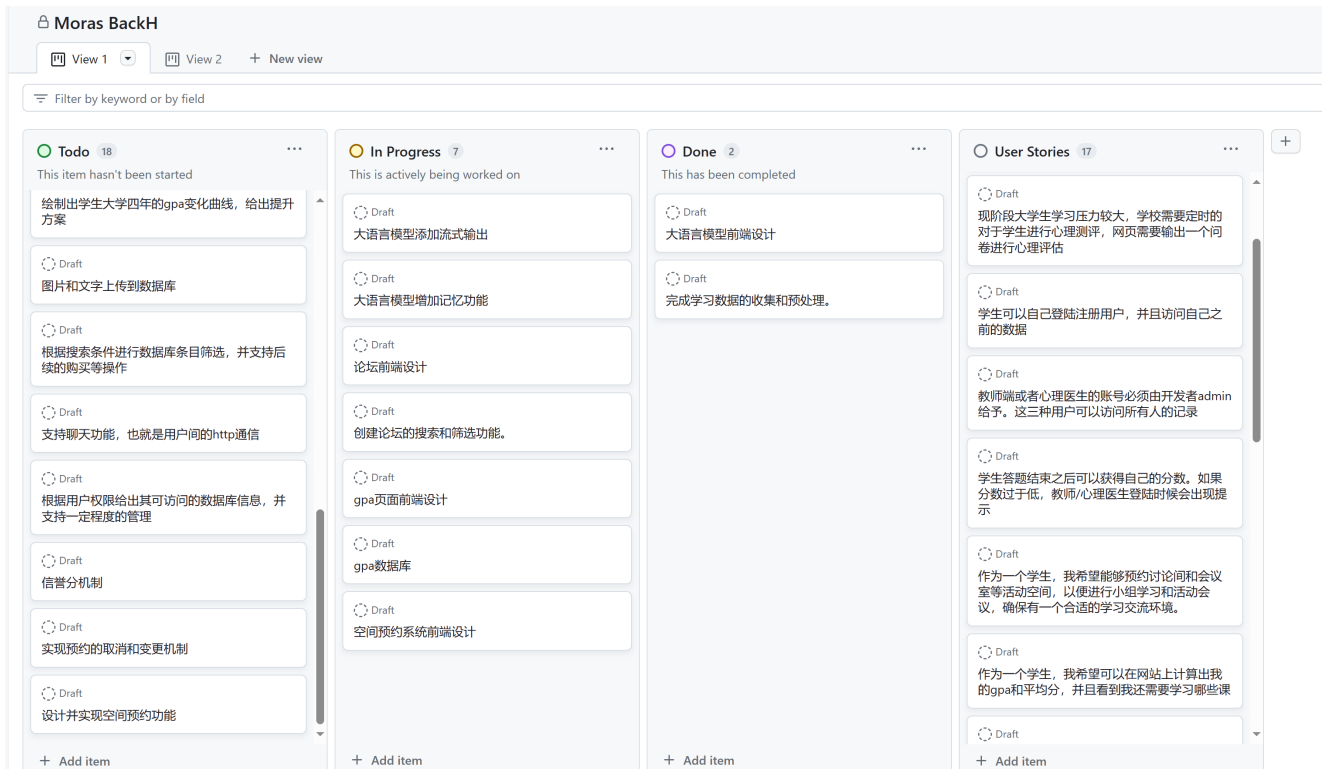 Moras BackH
View 1
View 2
New view
Filter by keyword or by field
Todo 18
This item hasn't been started
绘制出学生大学四年的gpa变化曲线，给出提升
方案
Draft
图片和文字上传到数据库
Draft
根据搜索条件进行数据库条目筛选，并支持后
续的购买等操作
Draft
支持聊天功能，也就是用户间的http通信
Draft
根据用户权限给出其可访问的数据库信息，并
支持一定程度的管理
Draft
信誉分机制
Draft
实现预约的取消和变更机制
Draft
设计并实现空间预约功能
Add item
In Progress 7
This is actively being worked on
Draft
大语言模型添加流式输出
Draft
大语言模型增加记忆功能
Draft
论坛前端设计
Draft
创建论坛的搜索和筛选功能。
Draft
gpa页面前端设计
Draft
gpa数据库
Draft
空间预约系统前端设计
Add item
Done 2
This has been completed
Draft
大语言模型前端设计
Draft
完成学习数据的收集和预处理。
Add item
User Stories 17
Draft
现阶段大学生学习压力较大，学校需要定时的
对于学生进行心理测评，网页需要输出一个问
卷进行心理评估
Draft
学生可以自己登陆注册用户，并且访问自己之
前的数据
Draft
教师端或者心理医生的账号必须由开发者admin
给予。这三种用户可以访问所有人的记录
Draft
学生答题结束之后可以获得自己的分数。如果
分数过于低，教师/心理医生登陆时候会出现提
示
Draft
作为一个学生，我希望能够预约讨论间和会议
室等活动空间，以便进行小组学习和活动会
议，确保有一个合适的学习交流环境。
Draft
作为一个学生，我希望可以在网站上计算出我
的gpa和平均分，并且看到我还需要学习哪些课
Draft
Add item